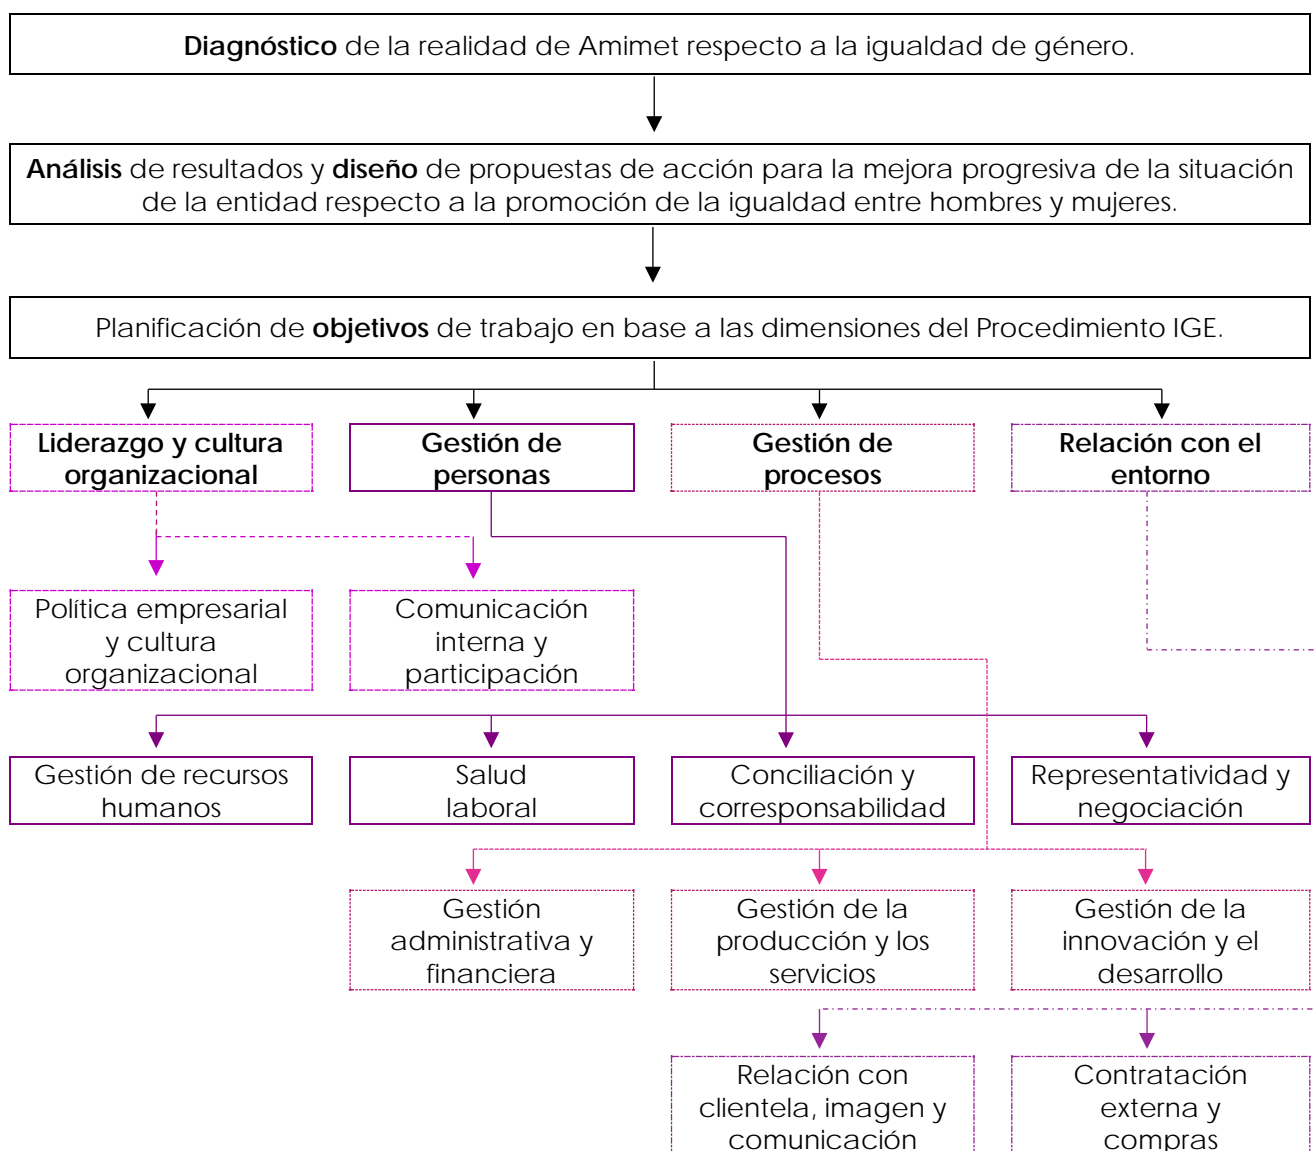 Diagnóstico de la realidad de Amimet respecto a la igualdad de género.
Análisis de resultados y diseño de propuestas de acción para la mejora progresiva de la situación
de la entidad respecto a la promoción de la igualdad entre hombres y mujeres.
Planificación de objetivos de trabajo en base a las dimensiones del Procedimiento IGE.
Liderazgo y cultura
organizacional
Gestión de
personas
Gestión de
procesos
Relación con el
entorno
Política empresarial
y cultura
organizacional
Comunicación
interna y
participación
Gestión de recursos
humanos
Salud
laboral
Conciliación y
corresponsabilidad
Representatividad y
negociación
Gestión
administrativa y
financiera
Gestión de la
producción y los
servicios
Gestión de la
innovación y el
desarrollo
Relación con
clientela, imagen y
comunicación
Contratación
externa y
compras